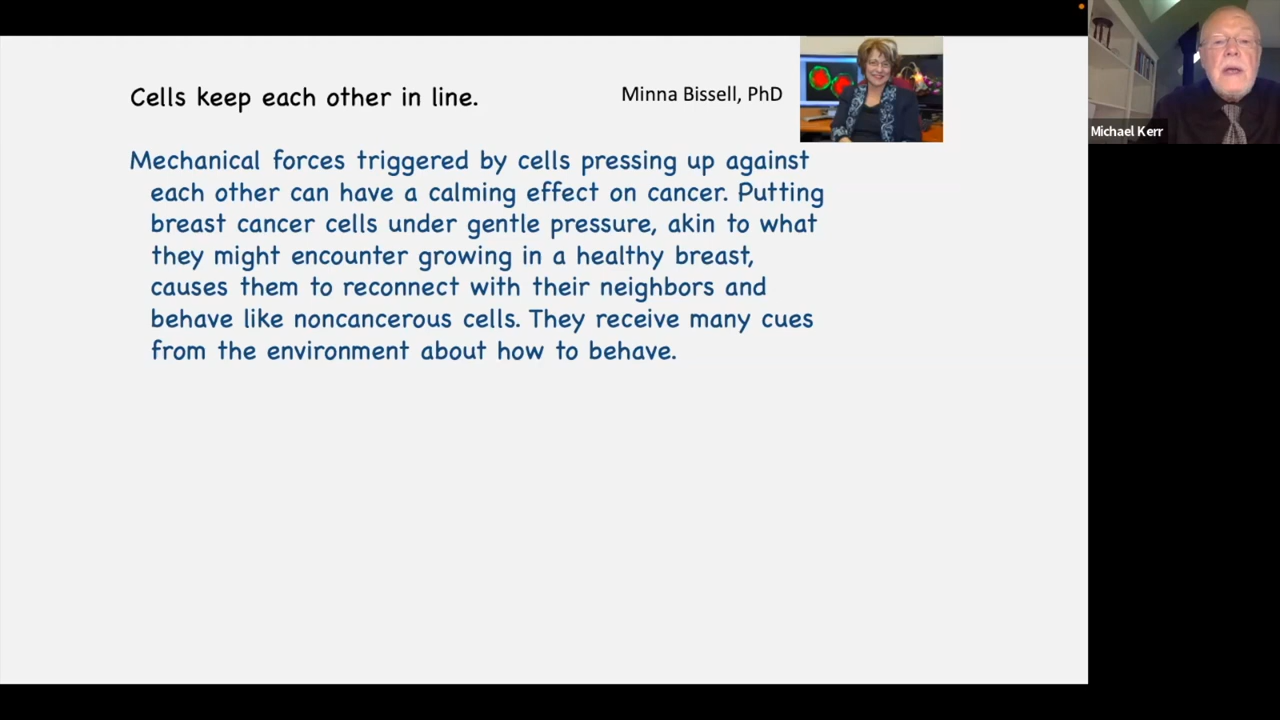 Cells keep each other in line.
Minna Bissell, PhD
Mechanical forces triggered by cells pressing up against
each other can have a calming effect on cancer. Putting
breast cancer cells under gentle pressure, akin to what
they might encounter growing in a healthy breast,
causes them to reconnect with their neighbors and
behave like noncancerous cells. They receive many cues
from the environment about how to behave.
Michael Kerr